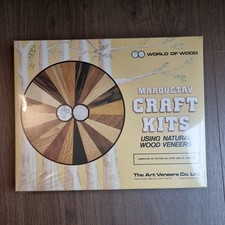 WORLD OF WOOD
MARQUETRY
CRAFT
KITS
USING NATURAL
WOOD VENEERS
The Art Veneers Co. Ltd.